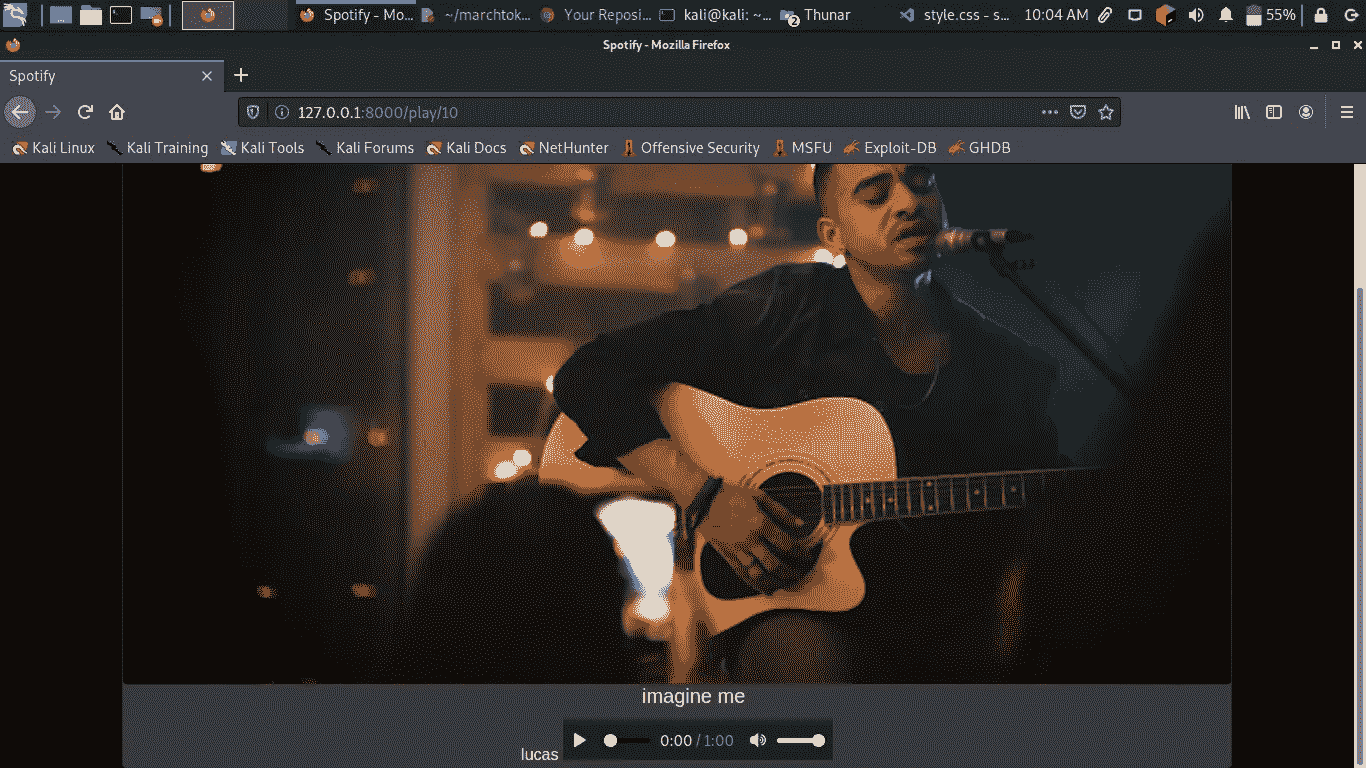 Spotify - Mo... ~/marchtok... Your Reposi... kali@kali: ~... 2 Thunar style.css - s... 10:04 AM 55%
Spotify - Mozilla Firefox
Spotify
127.0.0.1:8000/play/10
Kali Linux Kali Training Kali Tools Kali Forums Kali Docs NetHunter Offensive Security MSFU Exploit-DB GHDB
imagine me
0:00 / 1:00
lucas